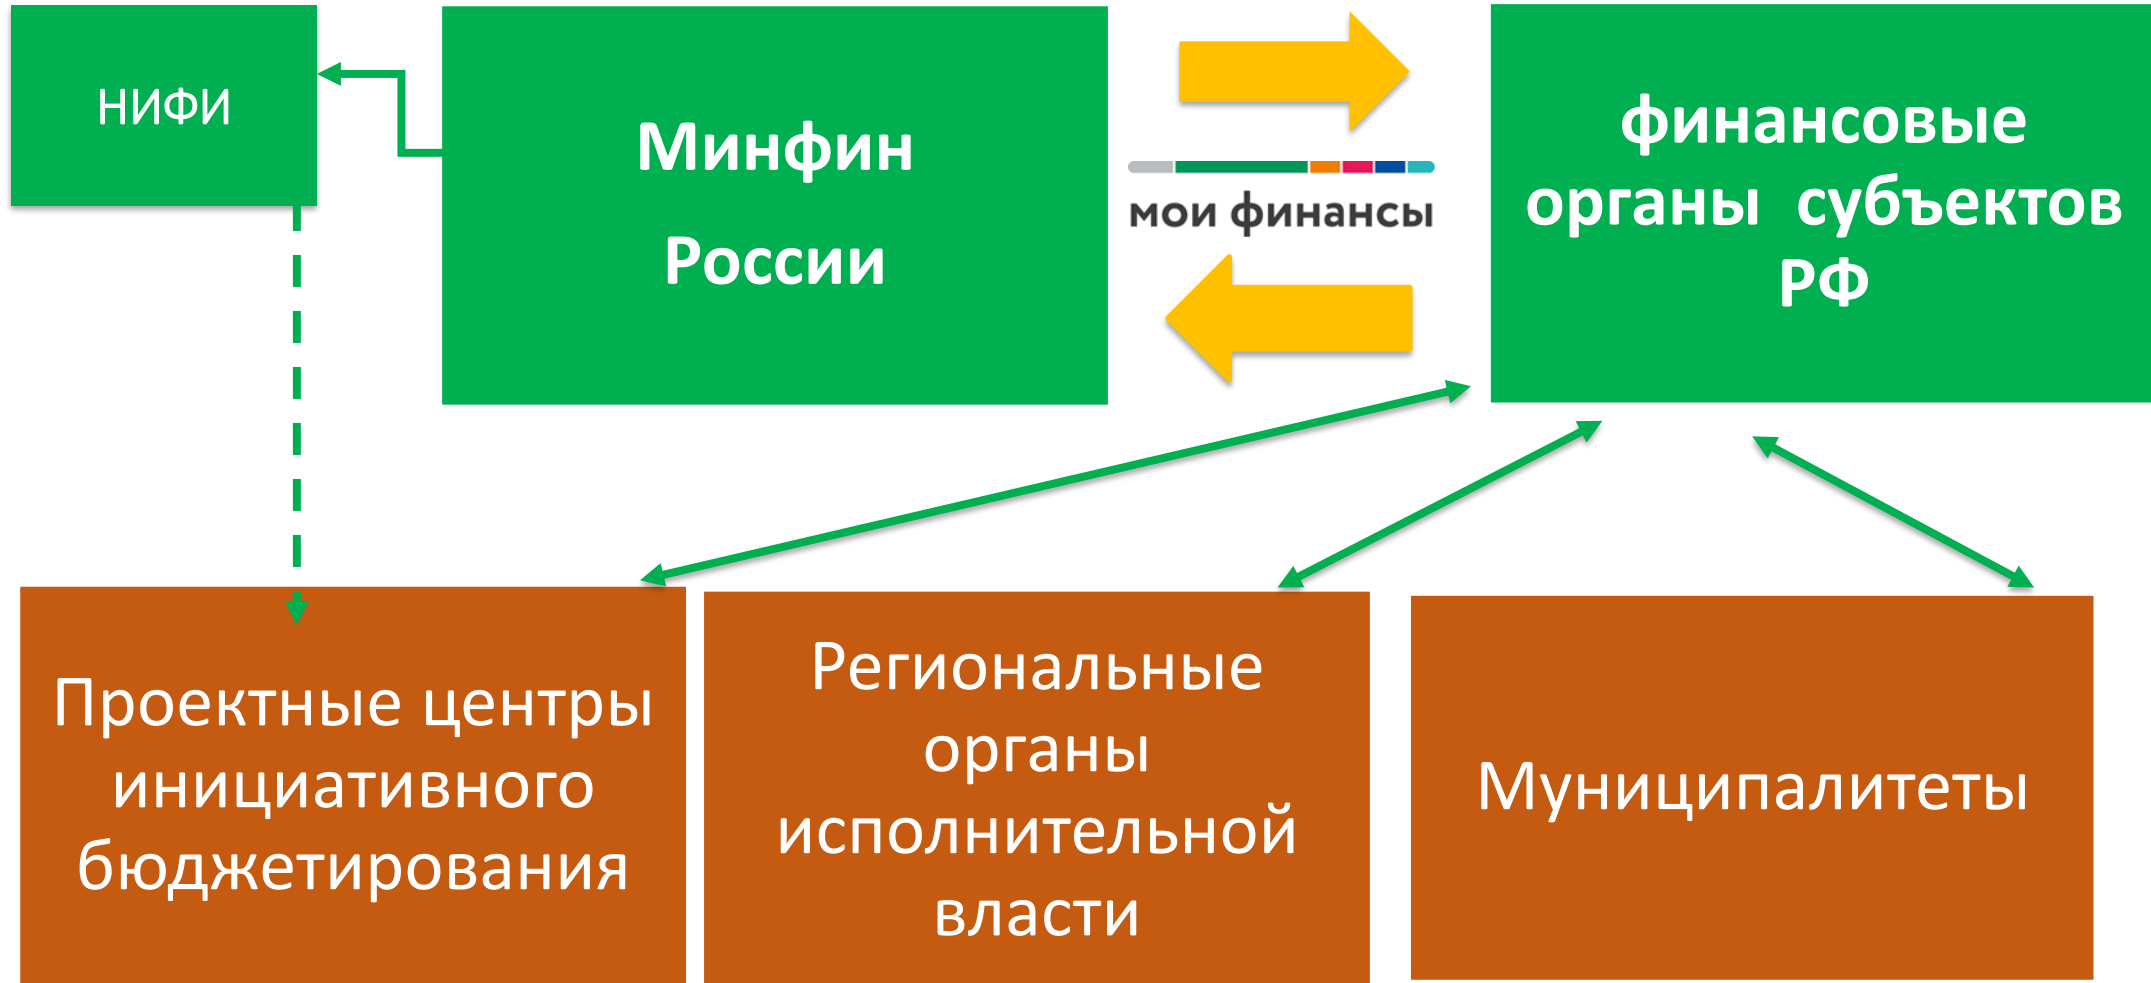 НИФИ
Минфин
России
мои финансы
финансовые
органы субъектов
РФ
Проектные центры
инициативного
бюджетирования
Региональные
органы
исполнительной
власти
Муниципалитеты